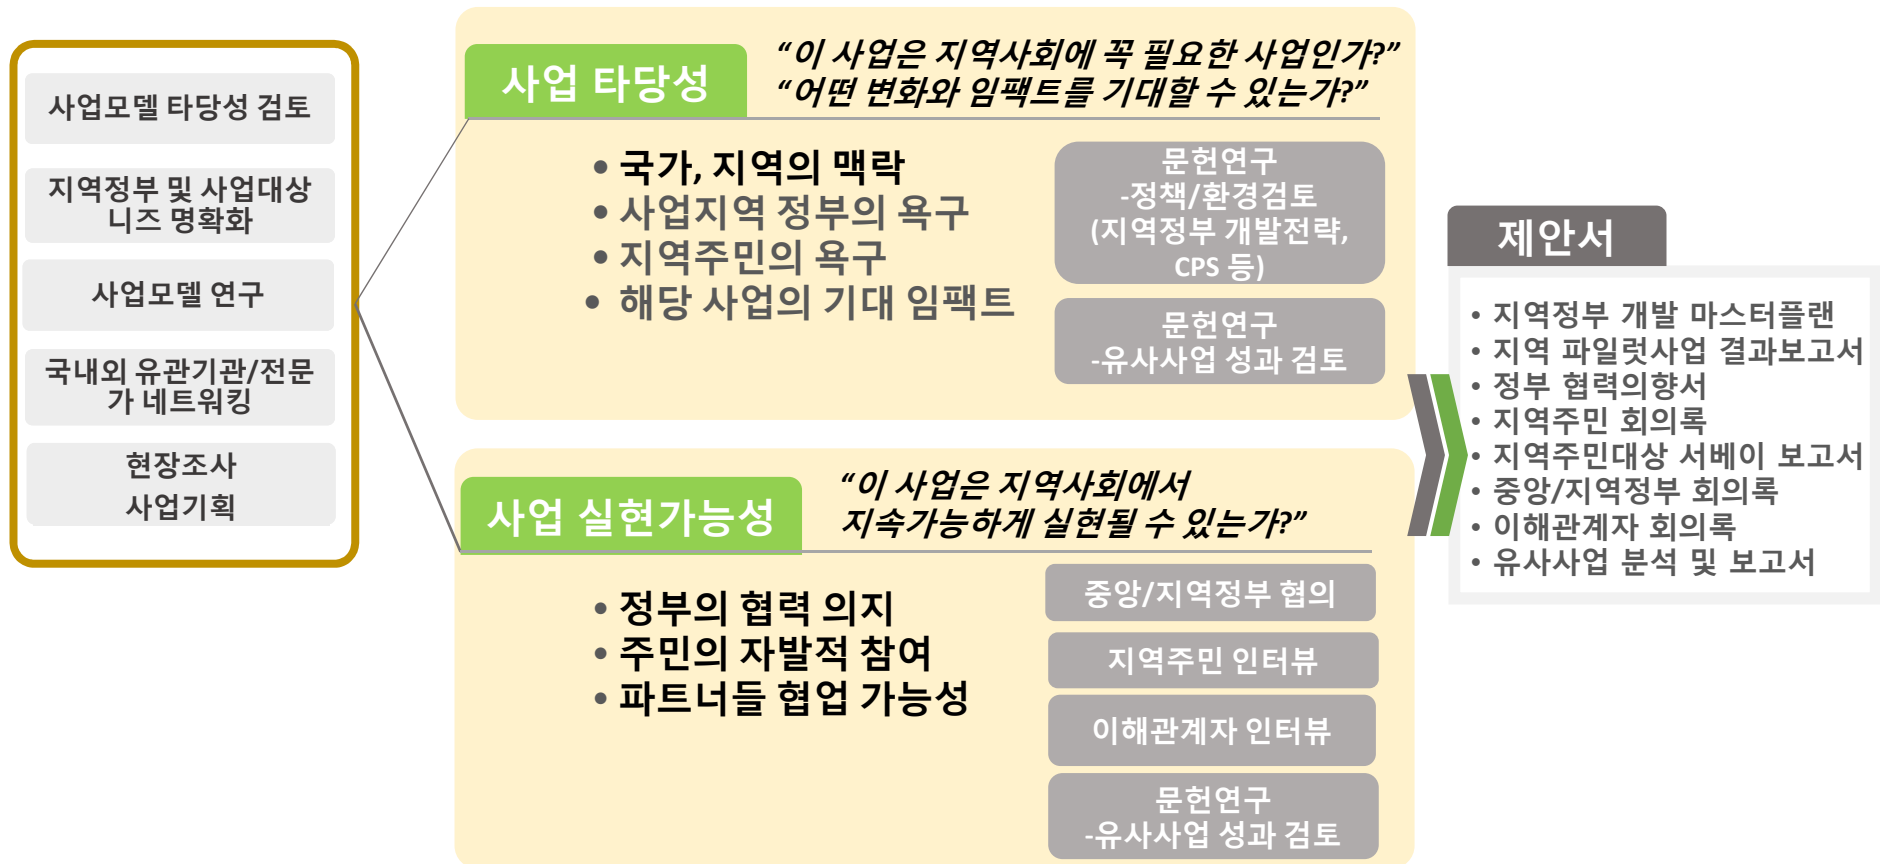 사업모델 타당성 검토
지역정부 및 사업대상
니즈 명확화
사업모델 연구
국내외 유관기관/전문
가 네트워킹
현장조사
사업기획
사업 타당성
“이 사업은 지역사회에 꼭 필요한 사업인가?”
“어떤 변화와 임팩트를 기대할 수 있는가?”
• 국가, 지역의 맥락
• 사업지역 정부의 욕구
• 지역주민의 욕구
• 해당 사업의 기대 임팩트
문헌연구
-정책/환경검토
(지역정부 개발전략,
CPS 등)
문헌연구
-유사사업 성과 검토
사업 실현가능성
“이 사업은 지역사회에서
지속가능하게 실현될 수 있는가?”
• 정부의 협력 의지
• 주민의 자발적 참여
• 파트너들 협업 가능성
중앙/지역정부 협의
지역주민 인터뷰
이해관계자 인터뷰
문헌연구
-유사사업 성과 검토
제안서
• 지역정부 개발 마스터플랜
• 지역 파일럿사업 결과보고서
• 정부 협력의향서
• 지역주민 회의록
• 지역주민대상 서베이 보고서
• 중앙/지역정부 회의록
• 이해관계자 회의록
• 유사사업 분석 및 보고서